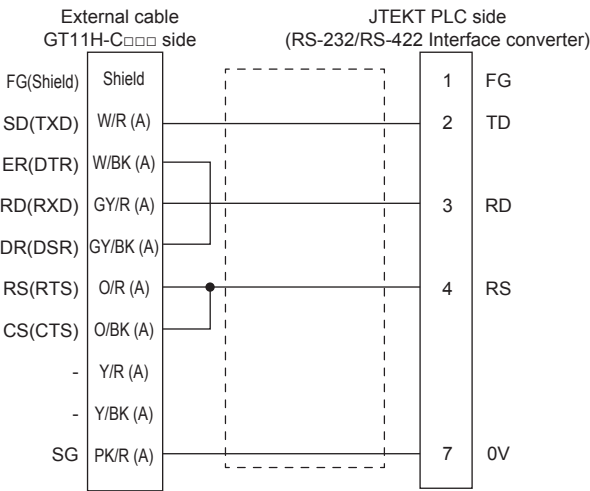 External cable
GT11H-C□□□ side
JTEKT PLC side
(RS-232/RS-422 Interface converter)
FG(Shield) Shield 1 FG
SD(TXD) W/R (A) 2 TD
ER(DTR) W/BK (A)
RD(RXD) GY/R (A) 3 RD
DR(DSR) GY/BK (A)
RS(RTS) O/R (A) 4 RS
CS(CTS) O/BK (A)
- Y/R (A)
- Y/BK (A)
SG PK/R (A) 7 0V